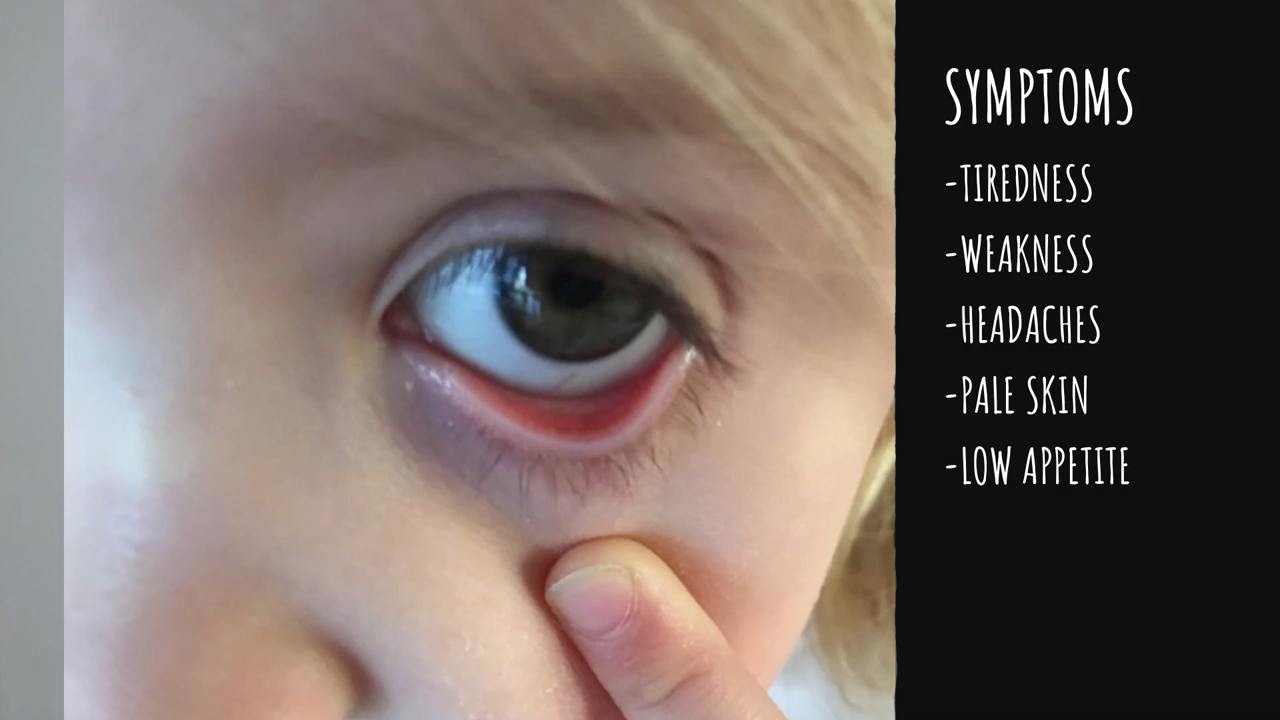 SYMPTOMS
-TIREDNESS
-WEAKNESS
-HEADACHES
-PALE SKIN
-LOW APPETITE